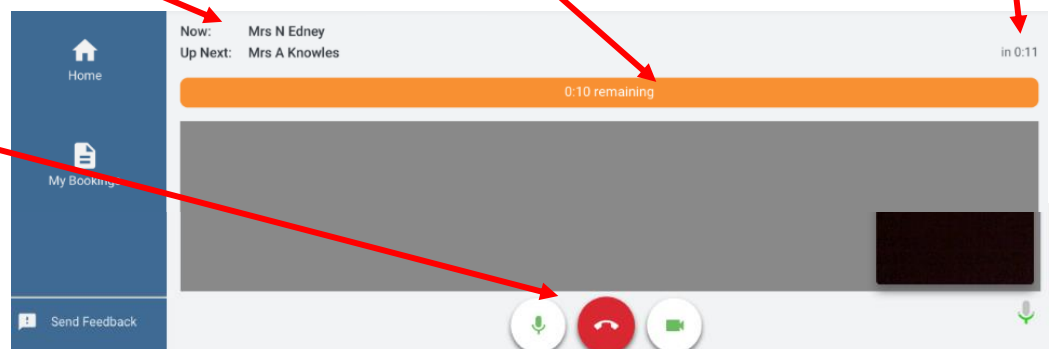 Home
My Bookings
Send Feedback
Now: Mrs N Edney
Up Next: Mrs A Knowles
in 0:11
0:10 remaining